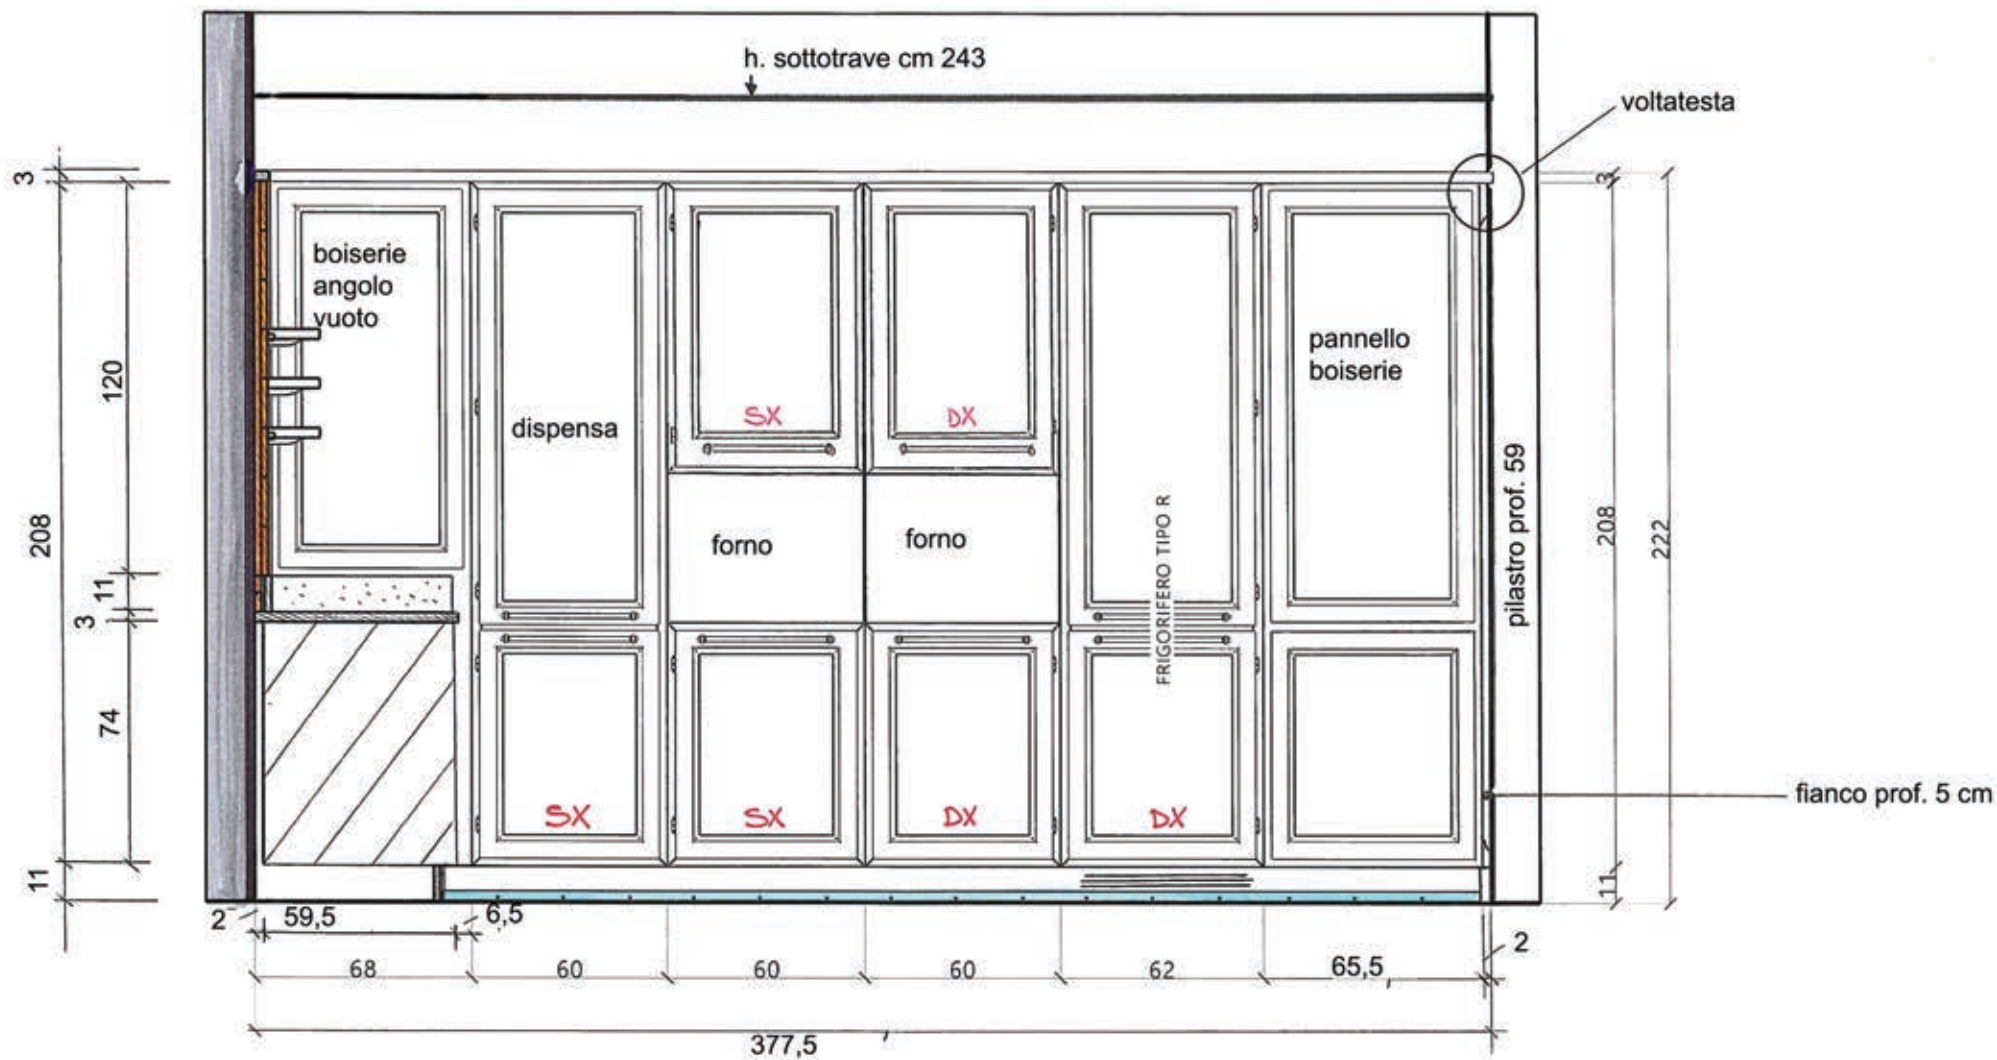 h. sottotrave cm 243
voltatesta
3
3
boiserie
angolo
vuoto
pannello
boiserie
120
SX
DX
dispensa
pilastro prof. 59
FRIGORIFERO TIPO R
208
208
222
forno
forno
11
3
74
SX
SX
DX
DX
fianco prof. 5 cm
11
11
2
59,5
6,5
2
68
60
60
60
62
65,5
377,5